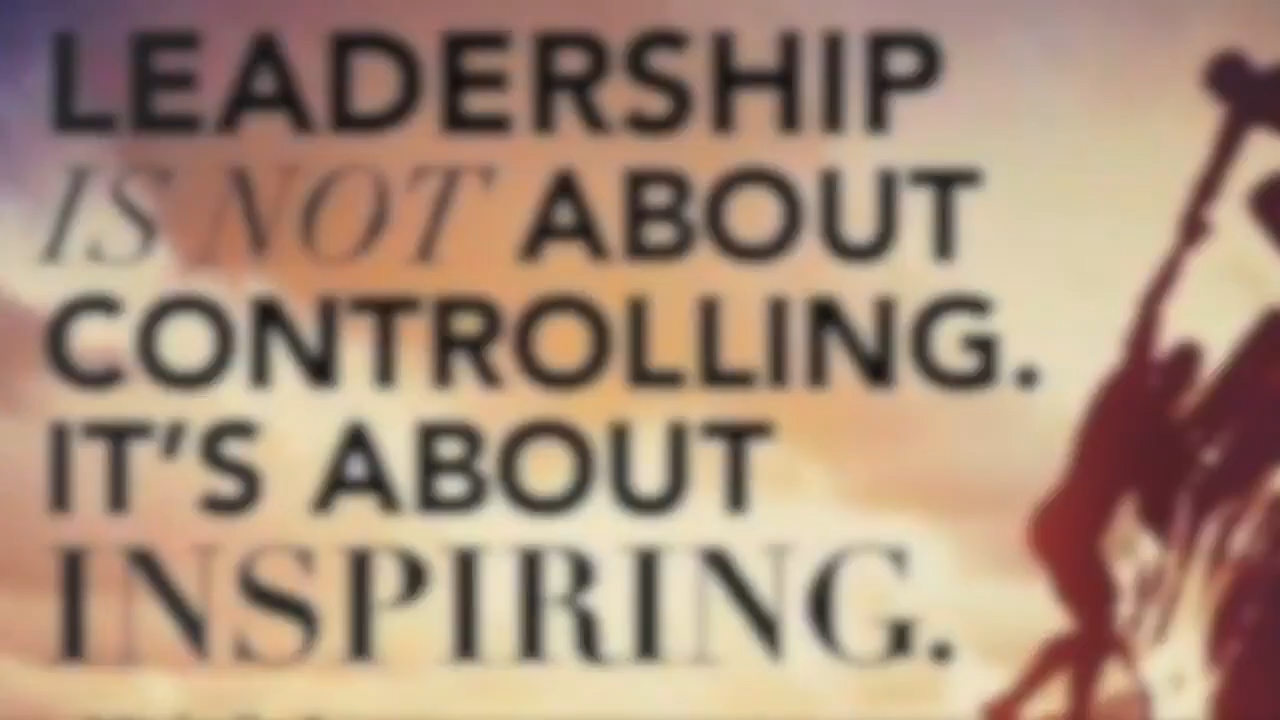 LEADERSHIP
IS NOT ABOUT
CONTROLLING.
IT'S ABOUT
INSPIRING.